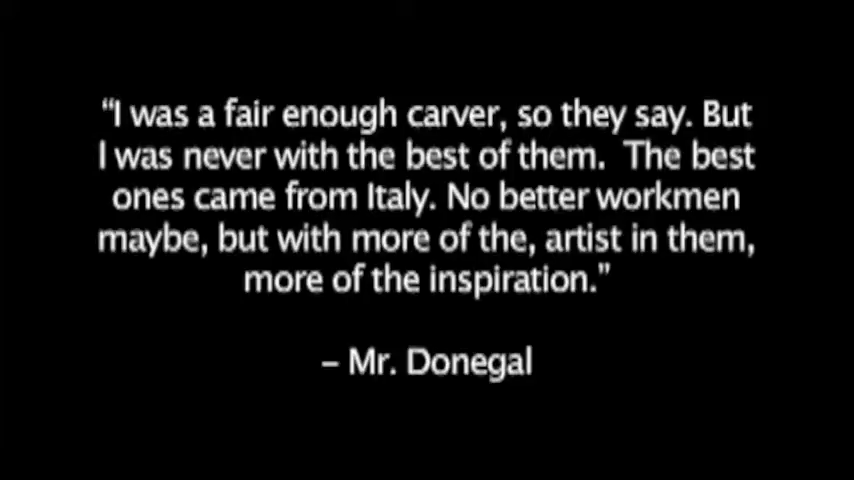 “I was a fair enough carver, so they say. But
I was never with the best of them.  The best
ones came from Italy. No better workmen
maybe, but with more of the, artist in them,
more of the inspiration.”
– Mr. Donegal